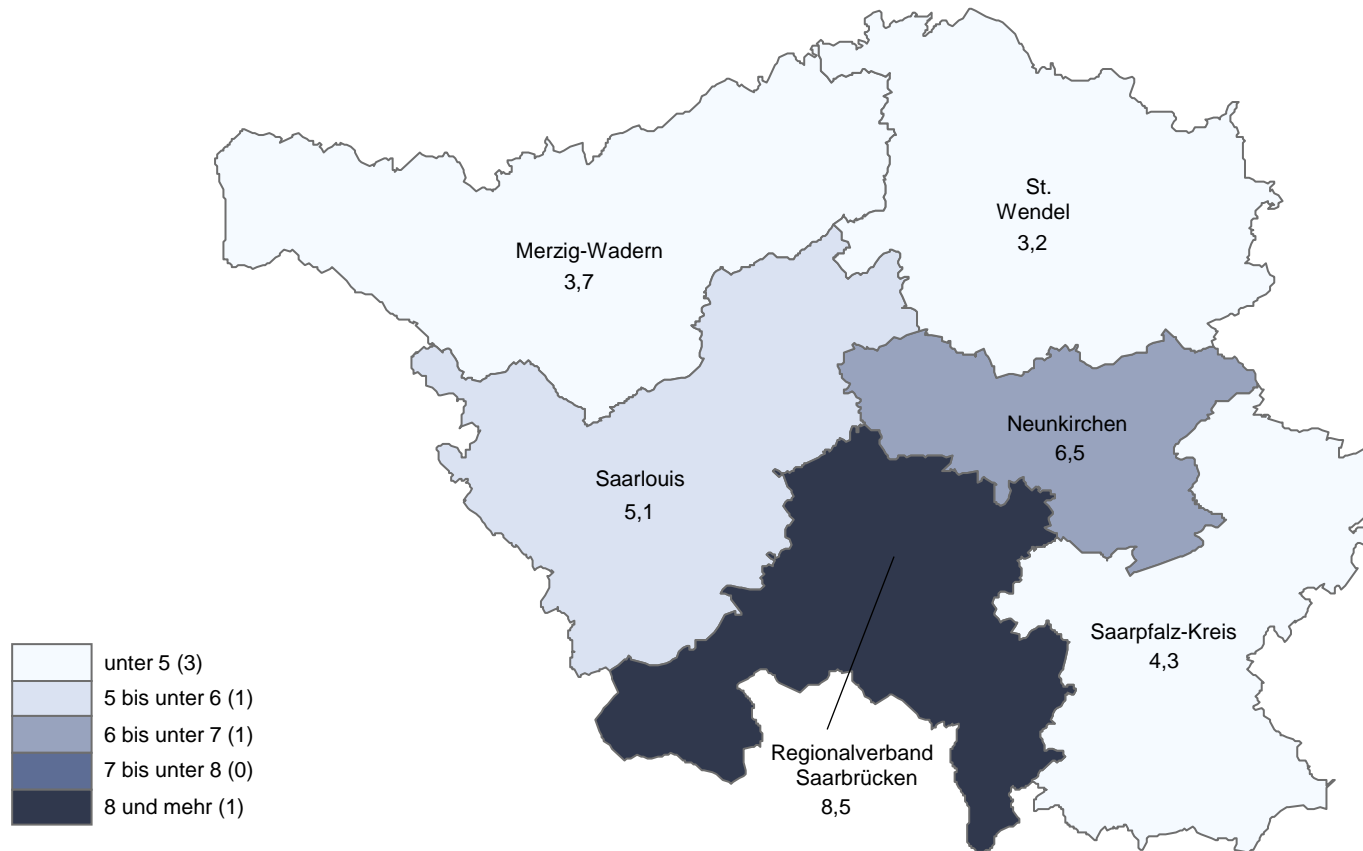 St.
Wendel
3,2
Merzig-Wadern
3,7
Neunkirchen
6,5
Saarlouis
5,1
Saarpfalz-Kreis
4,3
Regionalverband
Saarbrücken
8,5
unter 5 (3)
5 bis unter 6 (1)
6 bis unter 7 (1)
7 bis unter 8 (0)
8 und mehr (1)